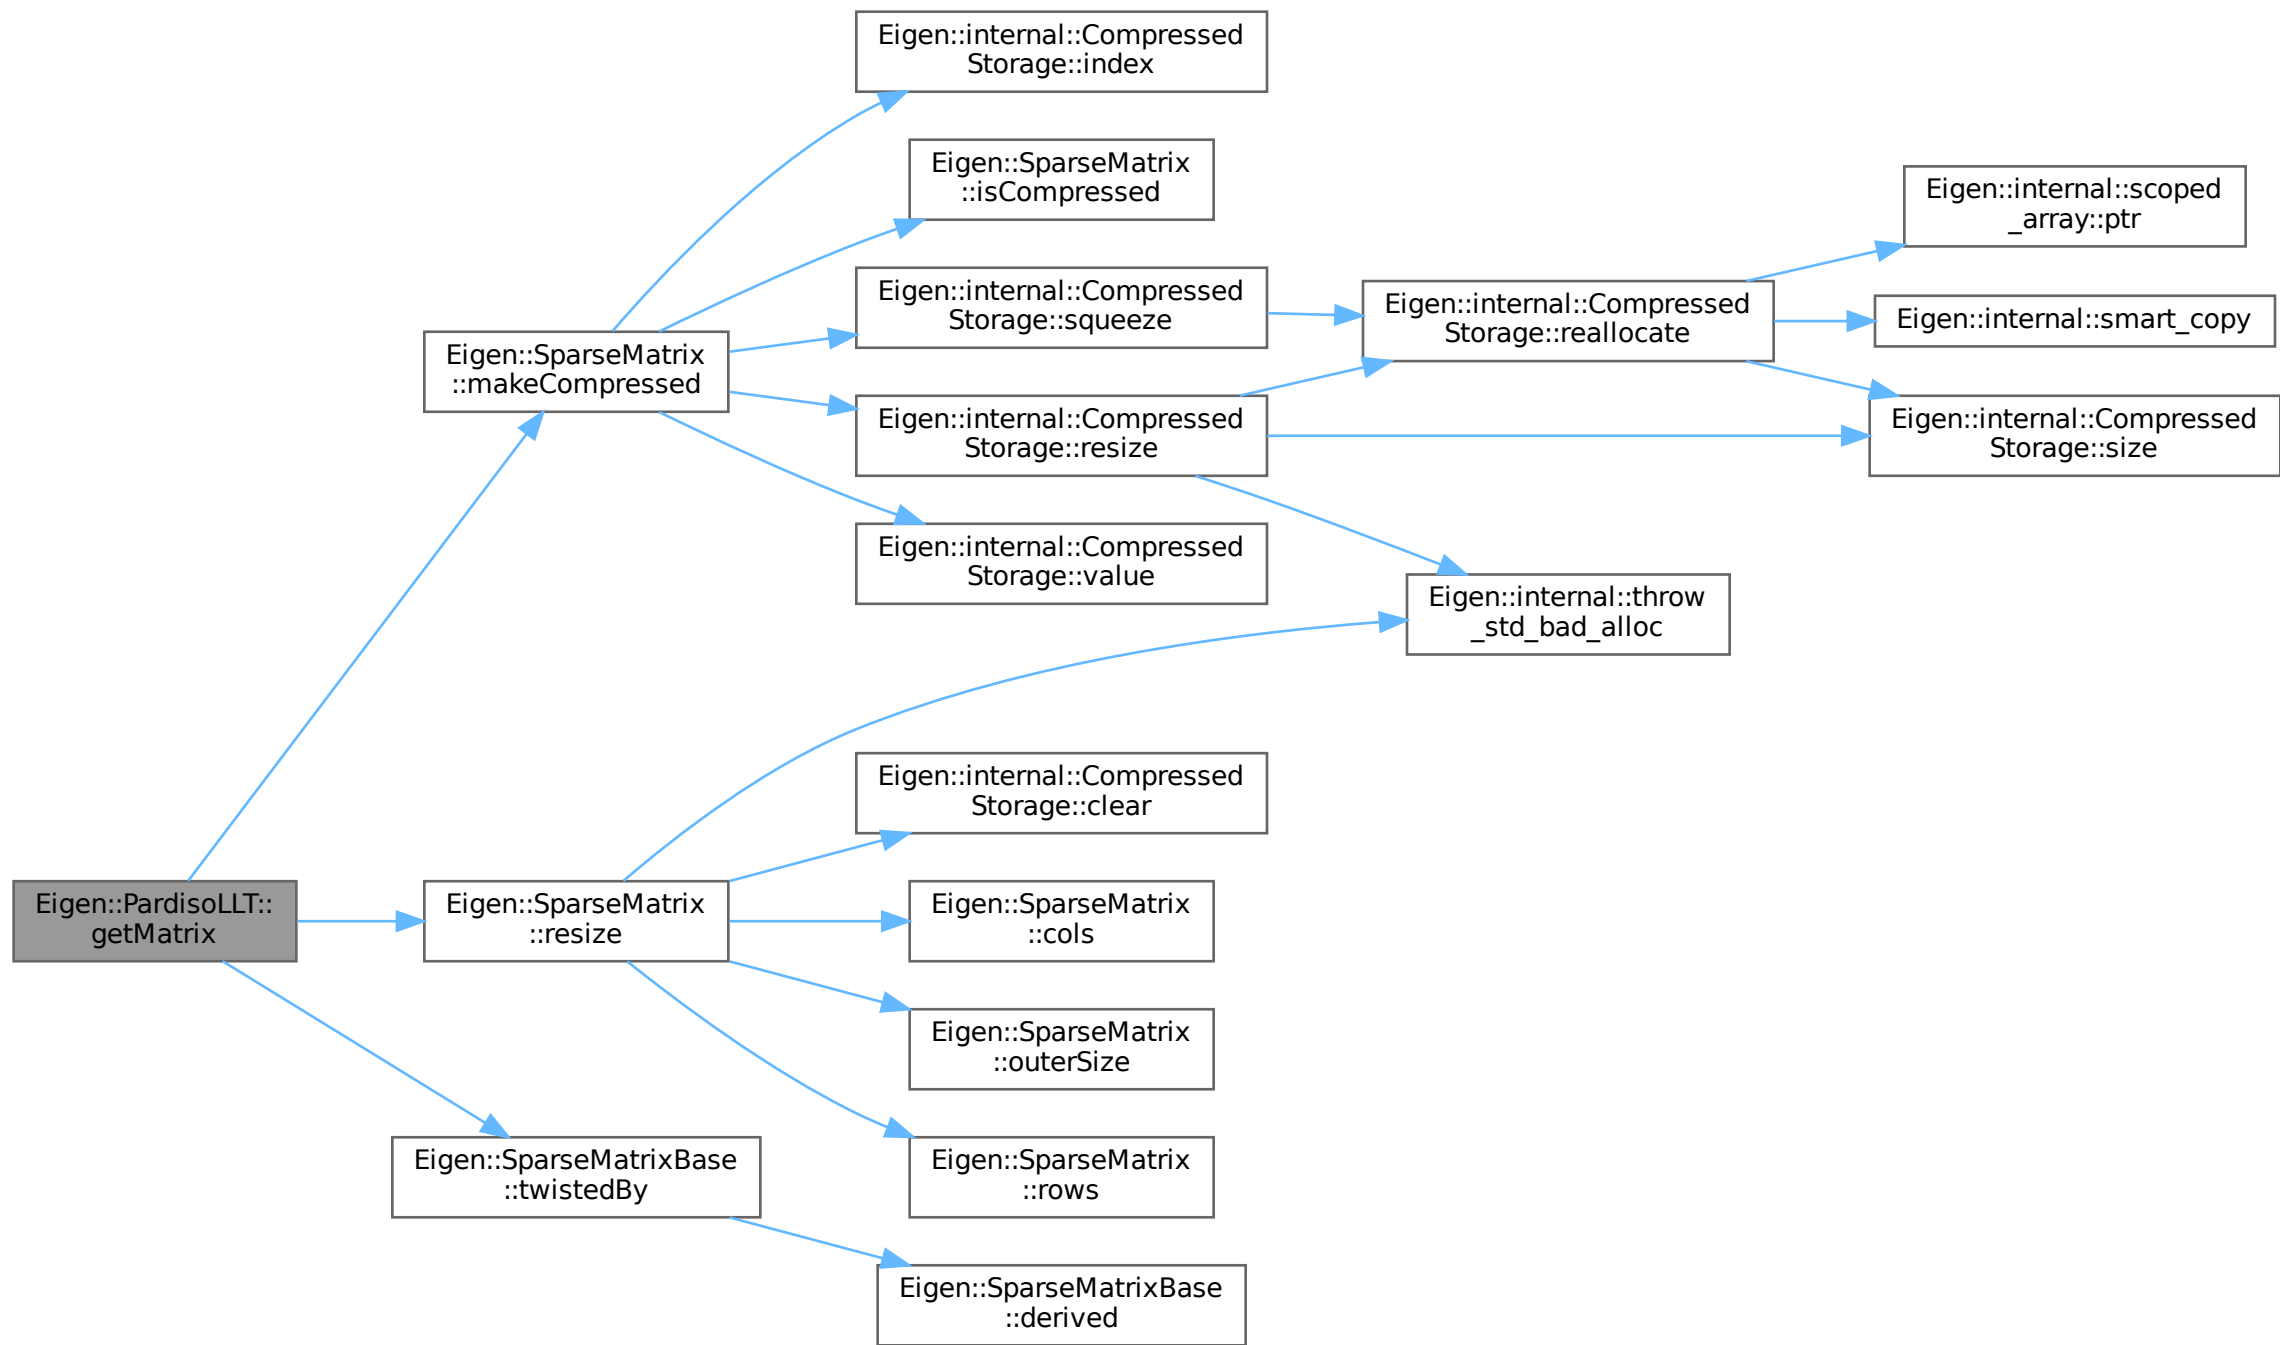 Eigen::internal::Compressed
Storage::index
Eigen::SparseMatrix
::isCompressed
Eigen::internal::scoped
_array::ptr
Eigen::internal::Compressed
Storage::squeeze
Eigen::internal::Compressed
Storage::reallocate
Eigen::internal::smart_copy
Eigen::SparseMatrix
::makeCompressed
Eigen::internal::Compressed
Storage::resize
Eigen::internal::Compressed
Storage::size
Eigen::internal::Compressed
Storage::value
Eigen::internal::throw
_std_bad_alloc
Eigen::internal::Compressed
Storage::clear
Eigen::PardisoLLT::
getMatrix
Eigen::SparseMatrix
::resize
Eigen::SparseMatrix
::cols
Eigen::SparseMatrix
::outerSize
Eigen::SparseMatrixBase
::twistedBy
Eigen::SparseMatrix
::rows
Eigen::SparseMatrixBase
::derived